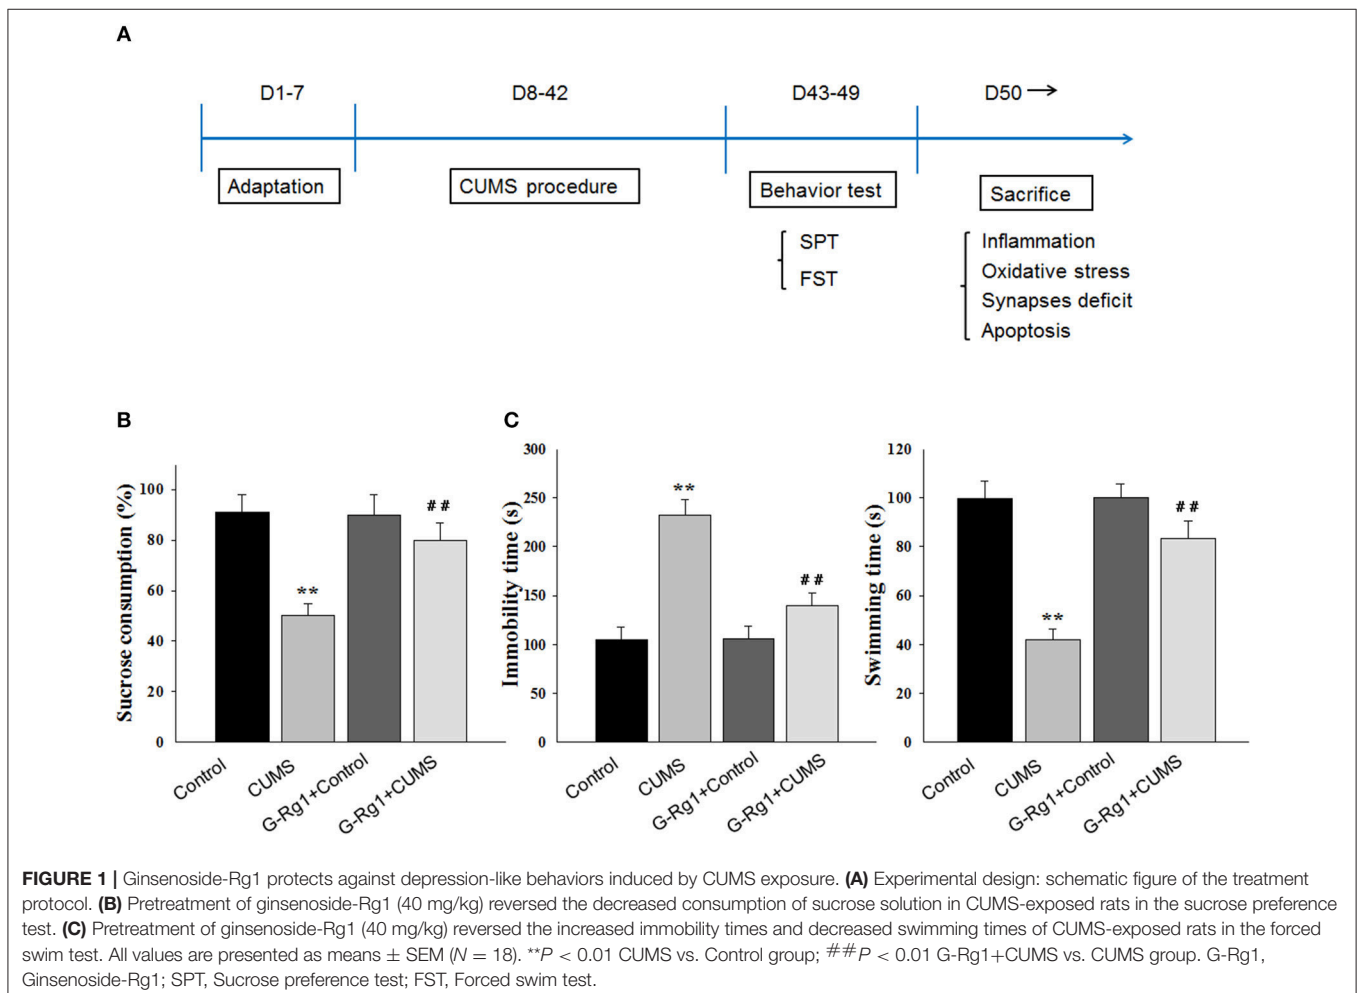 A
D1-7 D8-42 D43-49 D50
Adaptation CUMS procedure Behavior test Sacrifice
SPT
FST
Inflammation
Oxidative stress
Synapses deficit
Apoptosis
B
Sucrose consumption (%)
100
80
60
40
20
0
**
##
Control
CUMS
G-Rg1+Control
G-Rg1+CUMS
C
Immobility time (s)
300
250
200
150
100
50
0
**
##
Control
CUMS
G-Rg1+Control
G-Rg1+CUMS
Swimming time (s)
120
100
80
60
40
20
0
**
##
Control
CUMS
G-Rg1+Control
G-Rg1+CUMS
FIGURE 1 | Ginsenoside-Rg1 protects against depression-like behaviors induced by CUMS exposure. (A) Experimental design: schematic figure of the treatment
protocol. (B) Pretreatment of ginsenoside-Rg1 (40 mg/kg) reversed the decreased consumption of sucrose solution in CUMS-exposed rats in the sucrose preference
test. (C) Pretreatment of ginsenoside-Rg1 (40 mg/kg) reversed the increased immobility times and decreased swimming times of CUMS-exposed rats in the forced
swim test. All values are presented as means ± SEM (N = 18). **P < 0.01 CUMS vs. Control group; ##P < 0.01 G-Rg1+CUMS vs. CUMS group. G-Rg1,
Ginsenoside-Rg1; SPT, Sucrose preference test; FST, Forced swim test.